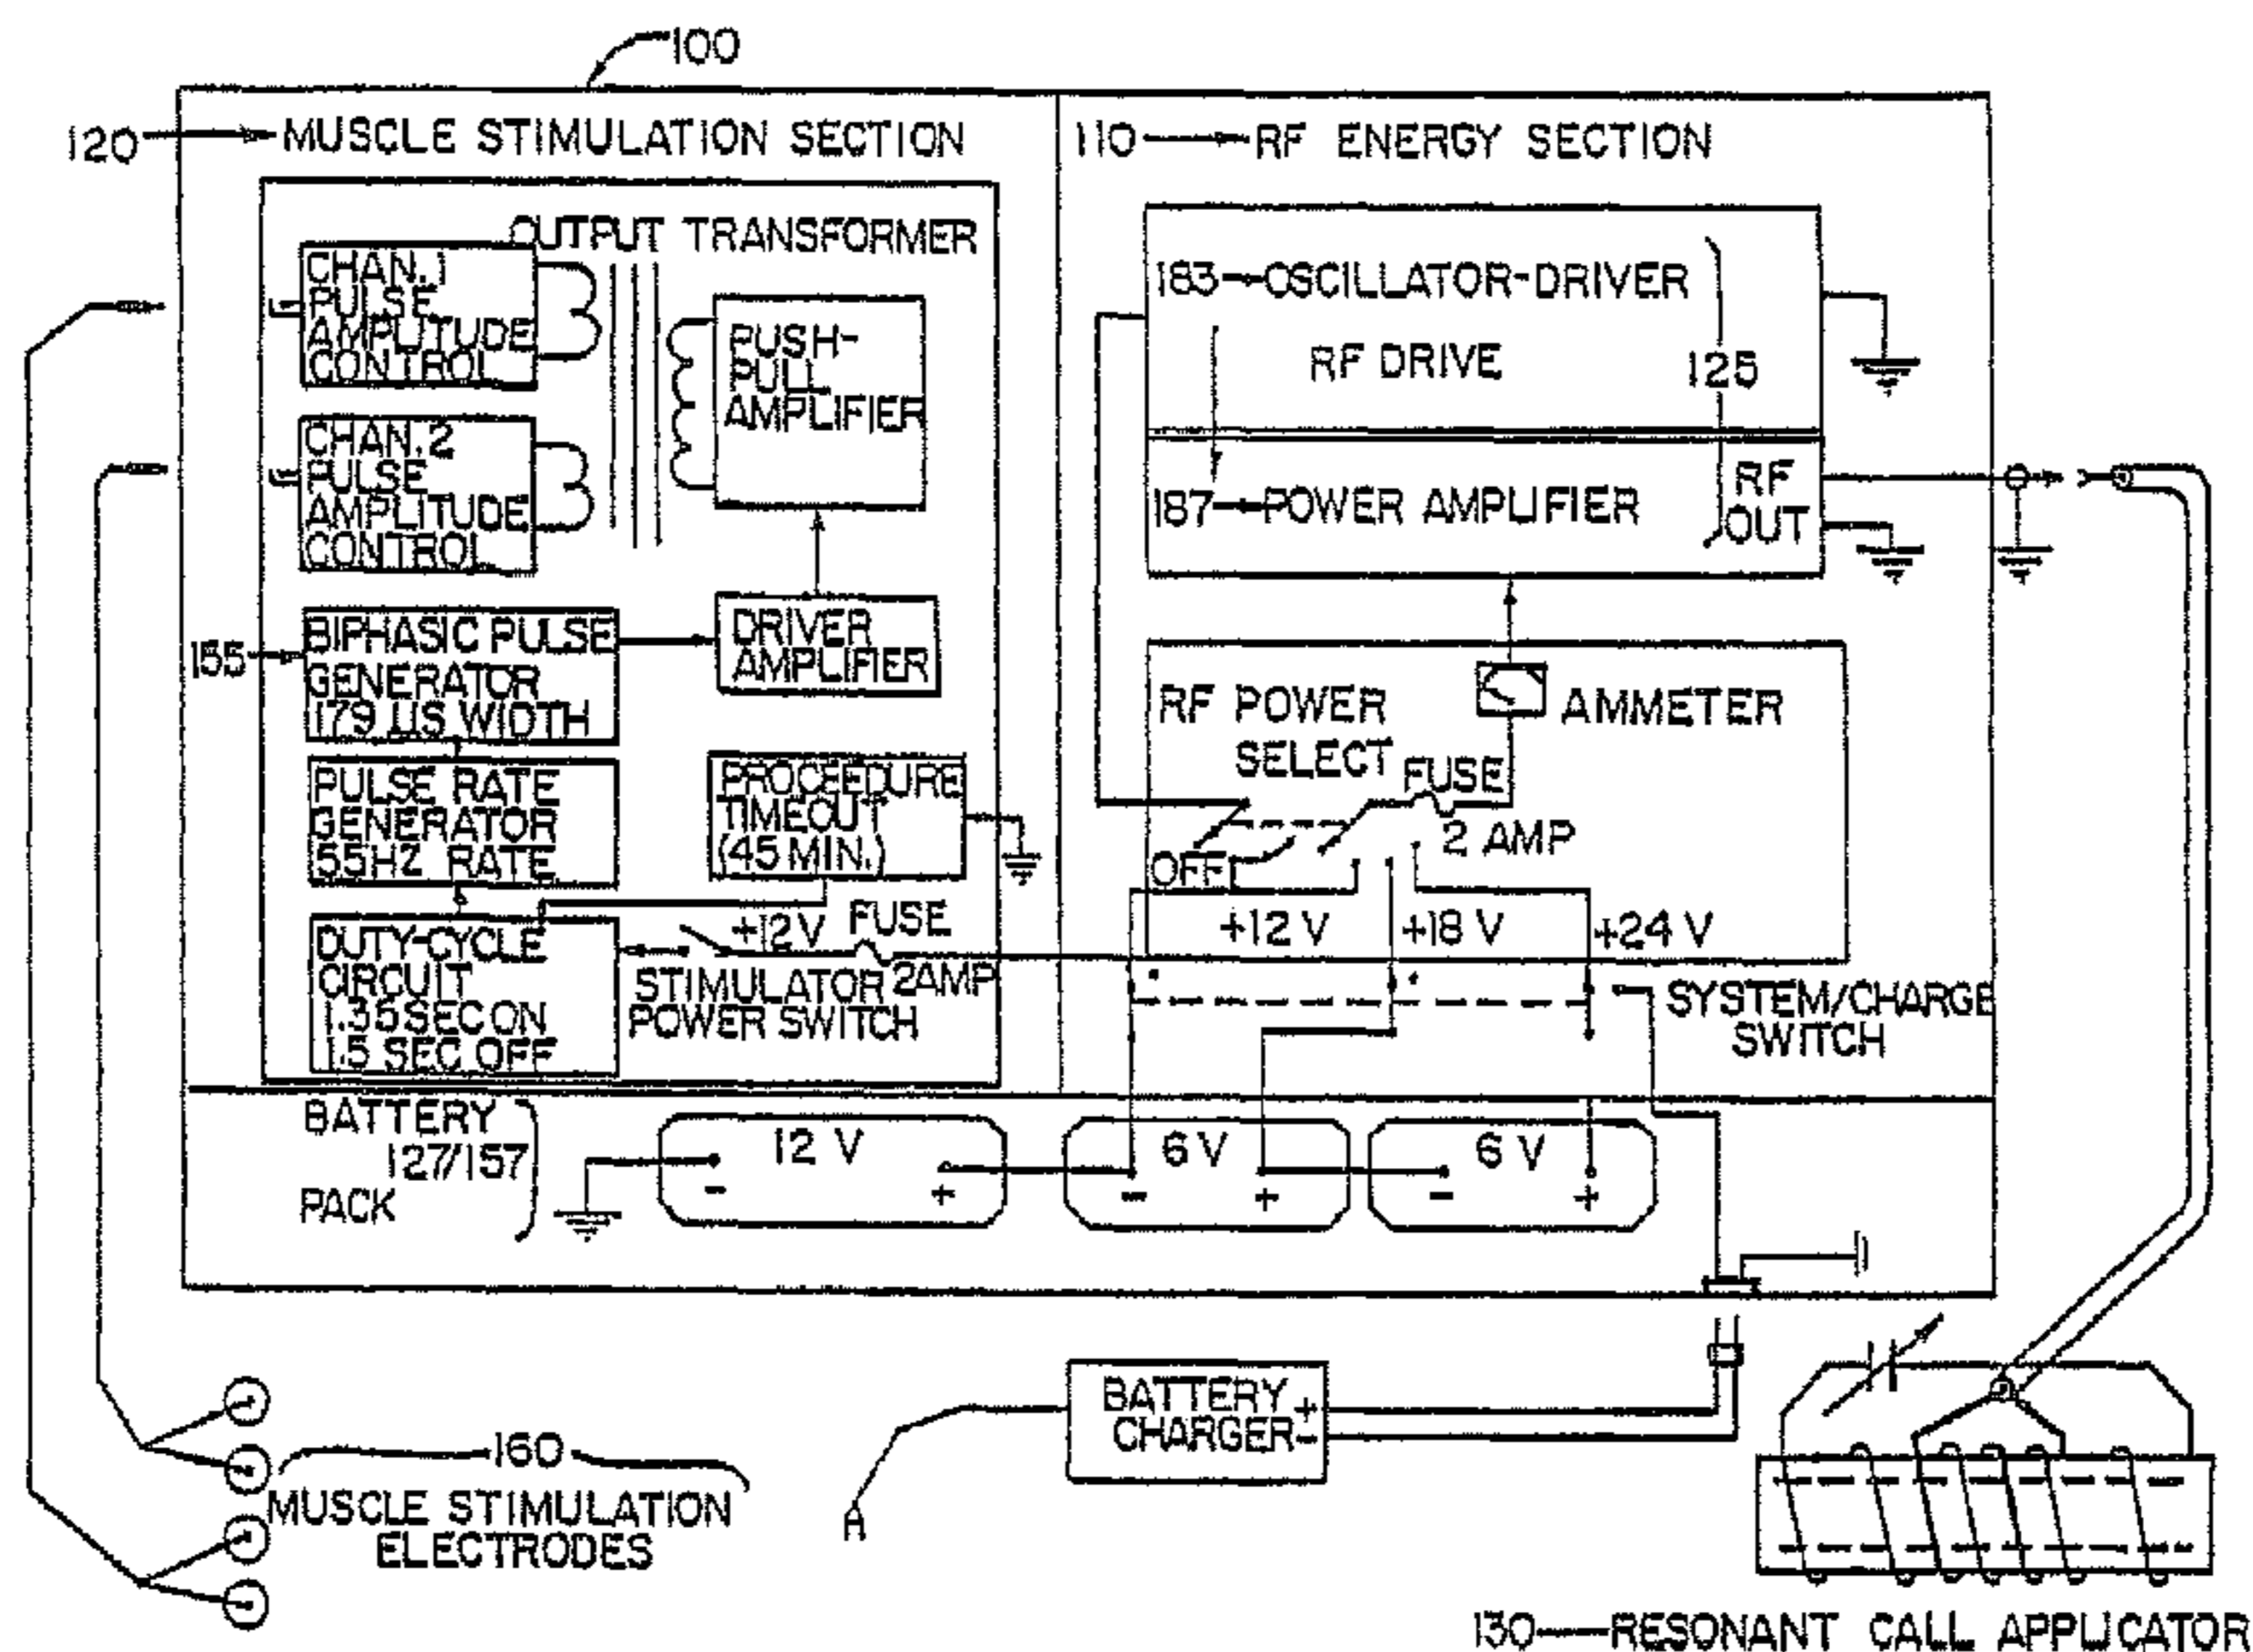 100
120
MUSCLE STIMULATION SECTION
110
RF ENERGY SECTION
OUTPUT TRANSFORMER
CHAN. 1
PULSE
AMPLITUDE
CONTROL
PUSH-
PULL
AMPLIFIER
CHAN. 2
PULSE
AMPLITUDE
CONTROL
155
BIPHASIC PULSE
GENERATOR
179 μS WIDTH
DRIVER
AMPLIFIER
PULSE RATE
GENERATOR
55HZ RATE
PROCEEDURE
TIMEOUT
(45 MIN.)
DUTY-CYCLE
CIRCUIT
1.35 SEC ON
1.5 SEC OFF
+12V
FUSE
2AMP
STIMULATOR
POWER SWITCH
183
OSCILLATOR-DRIVER
RF DRIVE
125
187
POWER AMPLIFIER
RF
OUT
RF POWER
SELECT
AMMETER
FUSE
2 AMP
OFF
+12 V
+18 V
+24 V
SYSTEM/CHARGE
SWITCH
BATTERY
127/157
PACK
12 V
- +
6 V
- +
6 V
- +
BATTERY +
CHARGER -
A
160
MUSCLE STIMULATION
ELECTRODES
130
RESONANT CALL APPLICATOR